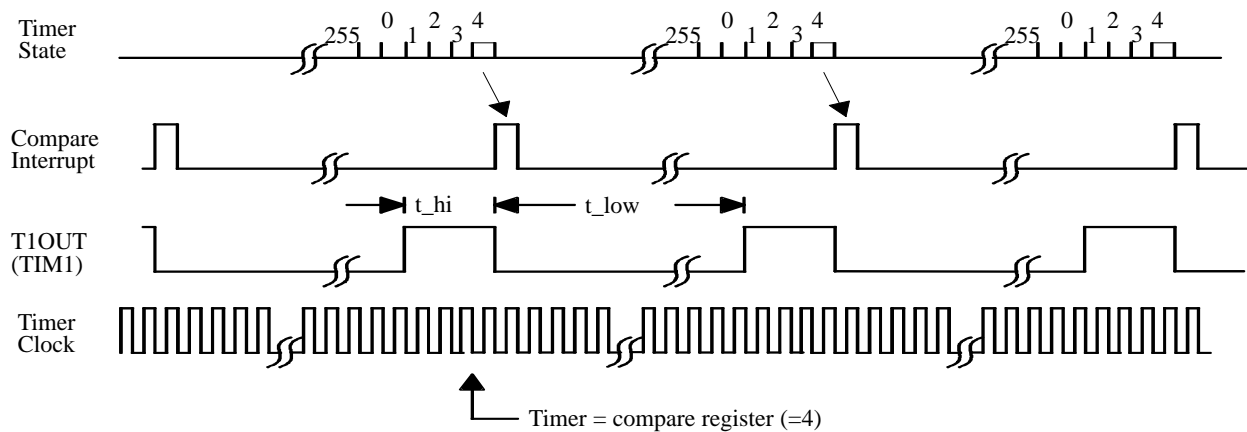 Timer
State
255 0 1 2 3 4
255 0 1 2 3 4
255 0 1 2 3 4
Compare
Interrupt
t_hi
t_low
T1OUT
(TIM1)
Timer
Clock
Timer = compare register (=4)